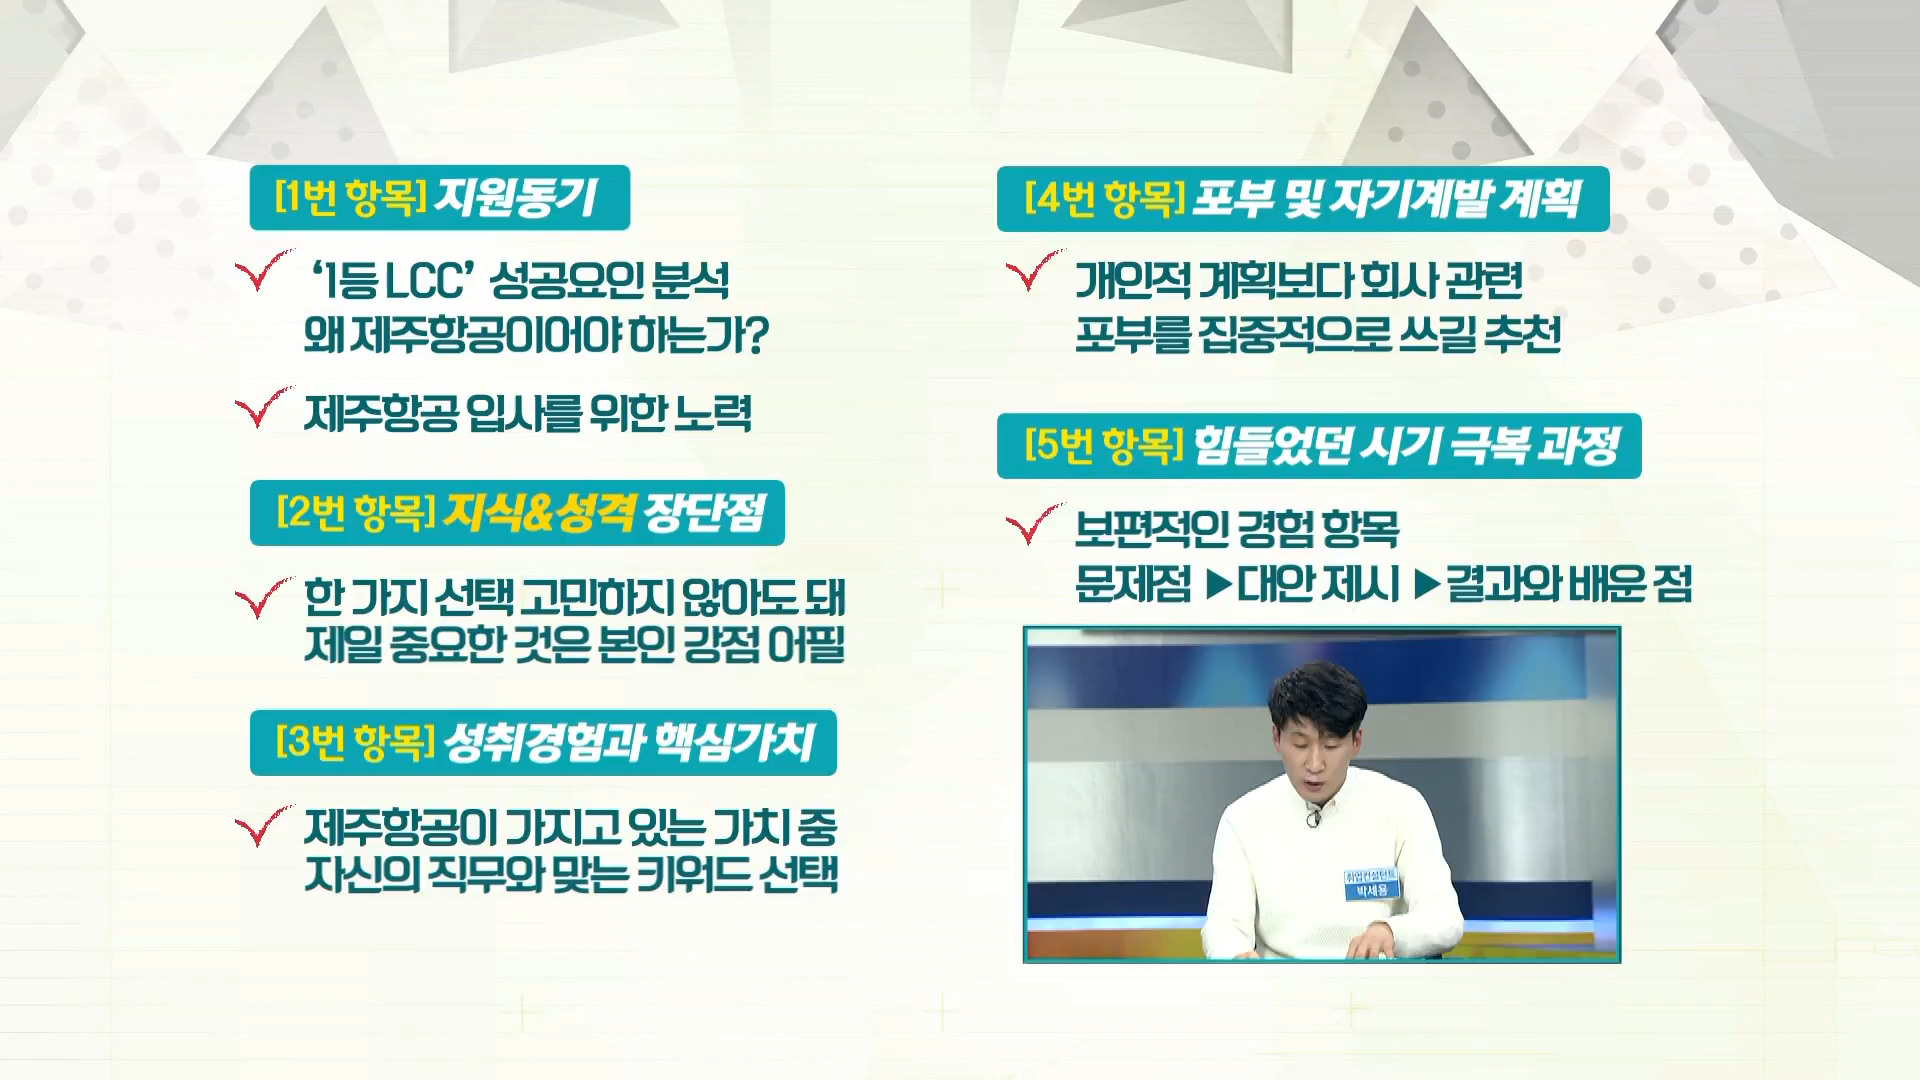 [1번 항목] 지원동기
‘1등 LCC’ 성공요인 분석
왜 제주항공이어야 하는가?
제주항공 입사를 위한 노력
[2번 항목] 지식&성격 장단점
한 가지 선택 고민하지 않아도 돼
제일 중요한 것은 본인 강점 어필
[3번 항목] 성취경험과 핵심가치
제주항공이 가지고 있는 가치 중
자신의 직무와 맞는 키워드 선택
[4번 항목] 포부 및 자기계발 계획
개인적 계획보다 회사 관련
포부를 집중적으로 쓰길 추천
[5번 항목] 힘들었던 시기 극복 과정
보편적인 경험 항목
문제점 ▶대안 제시 ▶결과와 배운 점
취업컨설턴트
박세용